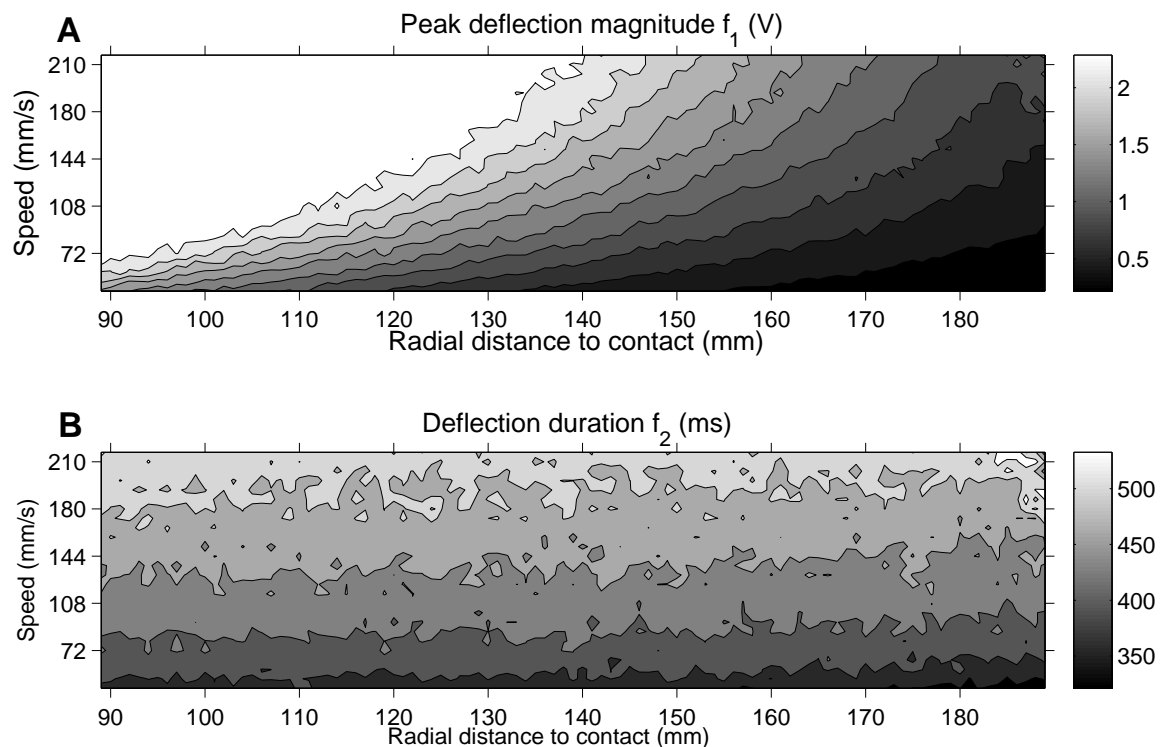 A
Peak deflection magnitude f1 (V)
Speed (mm/s)
210
180
144
108
72
90 100 110 120 130 140 150 160 170 180
Radial distance to contact (mm)
2
1.5
1
0.5
B
Deflection duration f2 (ms)
Speed (mm/s)
210
180
144
108
72
90 100 110 120 130 140 150 160 170 180
Radial distance to contact (mm)
500
450
400
350